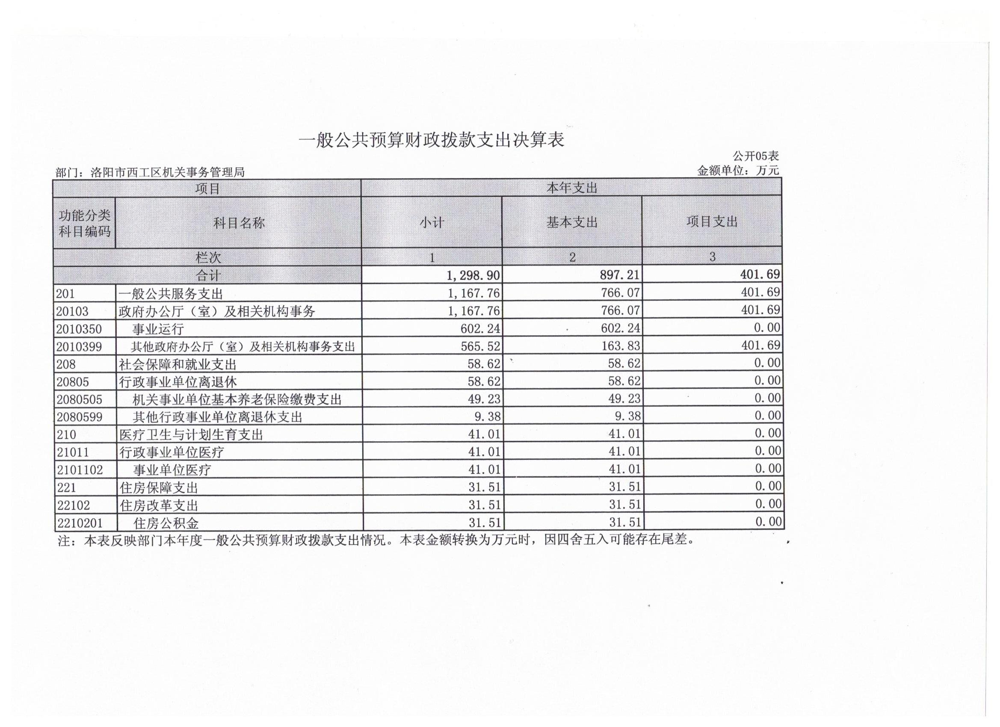 一般公共预算财政拨款支出决算表
公开05表
部门：洛阳市西工区机关事务管理局 金额单位：万元
项目 本年支出
功能分类科目编码 科目名称 小计 基本支出 项目支出
栏次 1 2 3
合计 1,298.90 897.21 401.69
201 一般公共服务支出 1,167.76 766.07 401.69
20103 政府办公厅（室）及相关机构事务 1,167.76 766.07 401.69
2010350 事业运行 602.24 602.24 0.00
2010399 其他政府办公厅（室）及相关机构事务支出 565.52 163.83 401.69
208 社会保障和就业支出 58.62 58.62 0.00
20805 行政事业单位离退休 58.62 58.62 0.00
2080505 机关事业单位基本养老保险缴费支出 49.23 49.23 0.00
2080599 其他行政事业单位离退休支出 9.38 9.38 0.00
210 医疗卫生与计划生育支出 41.01 41.01 0.00
21011 行政事业单位医疗 41.01 41.01 0.00
2101102 事业单位医疗 41.01 41.01 0.00
221 住房保障支出 31.51 31.51 0.00
22102 住房改革支出 31.51 31.51 0.00
2210201 住房公积金 31.51 31.51 0.00
注：本表反映部门本年度一般公共预算财政拨款支出情况。本表金额转换为万元时，因四舍五入可能存在尾差。